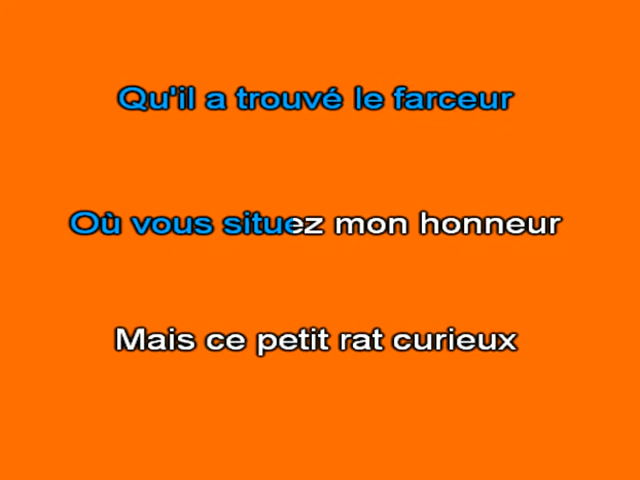 Qu'il a trouvé le farceur
Où vous situez mon honneur
Mais ce petit rat curieux